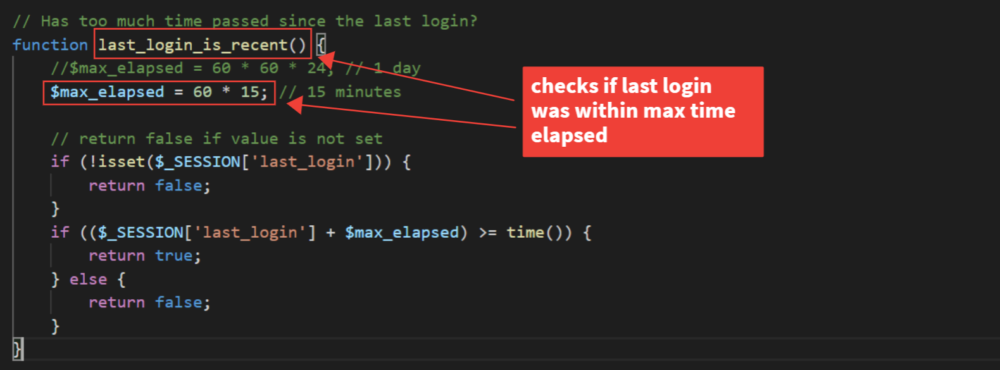 // Has too much time passed since the last login?
function last_login_is_recent() {
    //$max_elapsed = 60 * 60 * 24; // 1 day
    $max_elapsed = 60 * 15; // 15 minutes
checks if last login
was within max time
elapsed
    // return false if value is not set
    if (!isset($_SESSION['last_login'])) {
        return false;
    }
    if (($_SESSION['last_login'] + $max_elapsed) >= time()) {
        return true;
    } else {
        return false;
    }
}